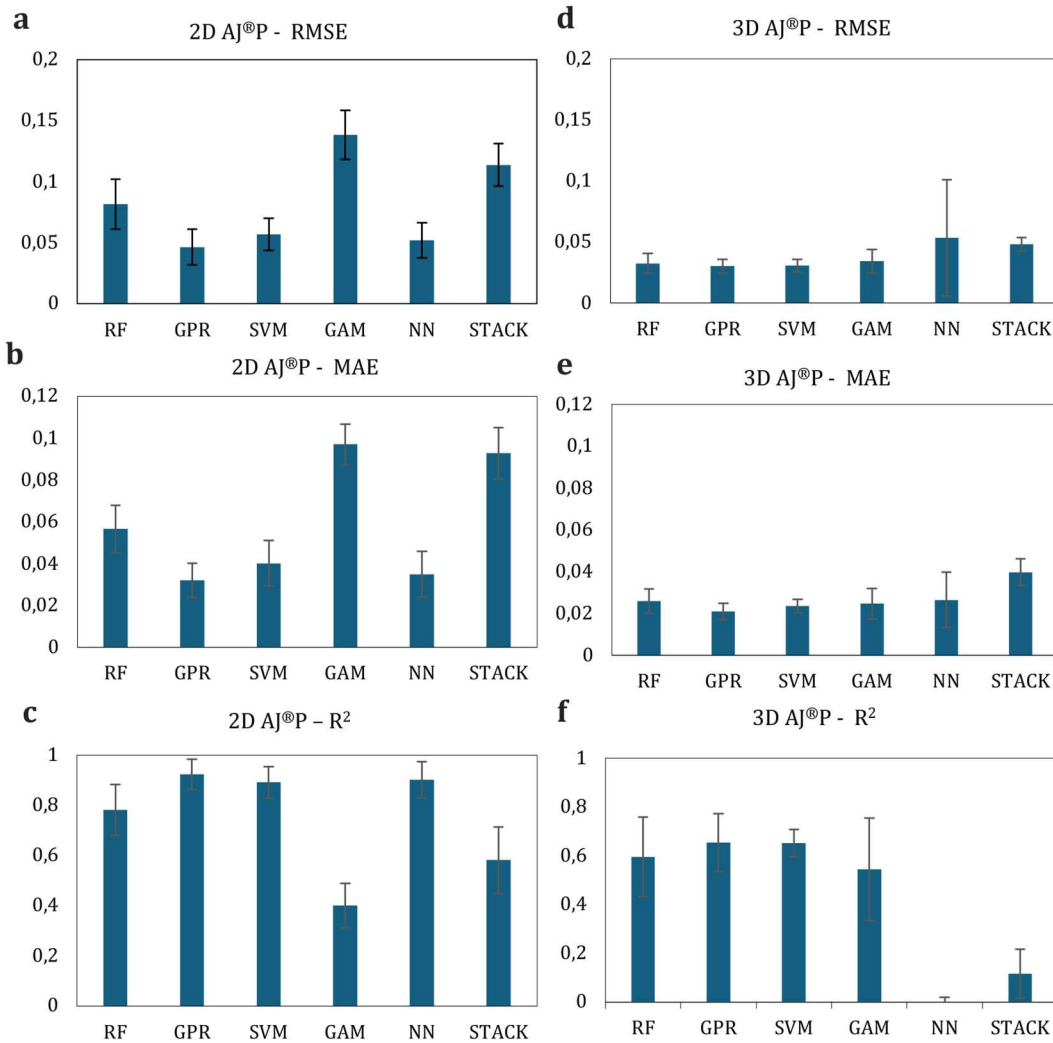 a
2D AJ®P - RMSE
0,2
0,15
0,1
0,05
0
RF GPR SVM GAM NN STACK
b
2D AJ®P - MAE
0,12
0,1
0,08
0,06
0,04
0,02
0
RF GPR SVM GAM NN STACK
c
2D AJ®P – R²
1
0,8
0,6
0,4
0,2
0
RF GPR SVM GAM NN STACK
d
3D AJ®P - RMSE
0,2
0,15
0,1
0,05
0
RF GPR SVM GAM NN STACK
e
3D AJ®P - MAE
0,12
0,1
0,08
0,06
0,04
0,02
0
RF GPR SVM GAM NN STACK
f
3D AJ®P - R²
1
0,8
0,6
0,4
0,2
0
RF GPR SVM GAM NN STACK